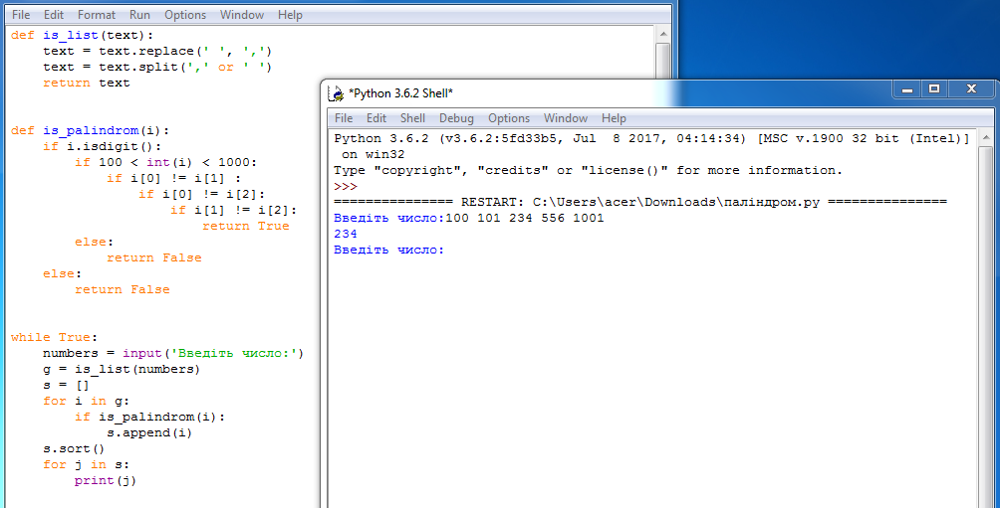 File Edit Format Run Options Window Help
def is_list(text):
    text = text.replace(' ', ',')
    text = text.split(',' or ' ')
    return text
def is_palindrom(i):
    if i.isdigit():
        if 100 < int(i) < 1000:
            if i[0] != i[1] :
                if i[0] != i[2]:
                    if i[1] != i[2]:
                        return True
        else:
            return False
    else:
        return False
while True:
    numbers = input('Введіть число:')
    g = is_list(numbers)
    s = []
    for i in g:
        if is_palindrom(i):
            s.append(i)
    s.sort()
    for j in s:
        print(j)
*Python 3.6.2 Shell*
File Edit Shell Debug Options Window Help
Python 3.6.2 (v3.6.2:5fd33b5, Jul  8 2017, 04:14:34) [MSC v.1900 32 bit (Intel)]
 on win32
Type "copyright", "credits" or "license()" for more information.
>>>
=============== RESTART: C:\Users\acer\Downloads\паліндром.py ===============
Введіть число:100 101 234 556 1001
234
Введіть число: